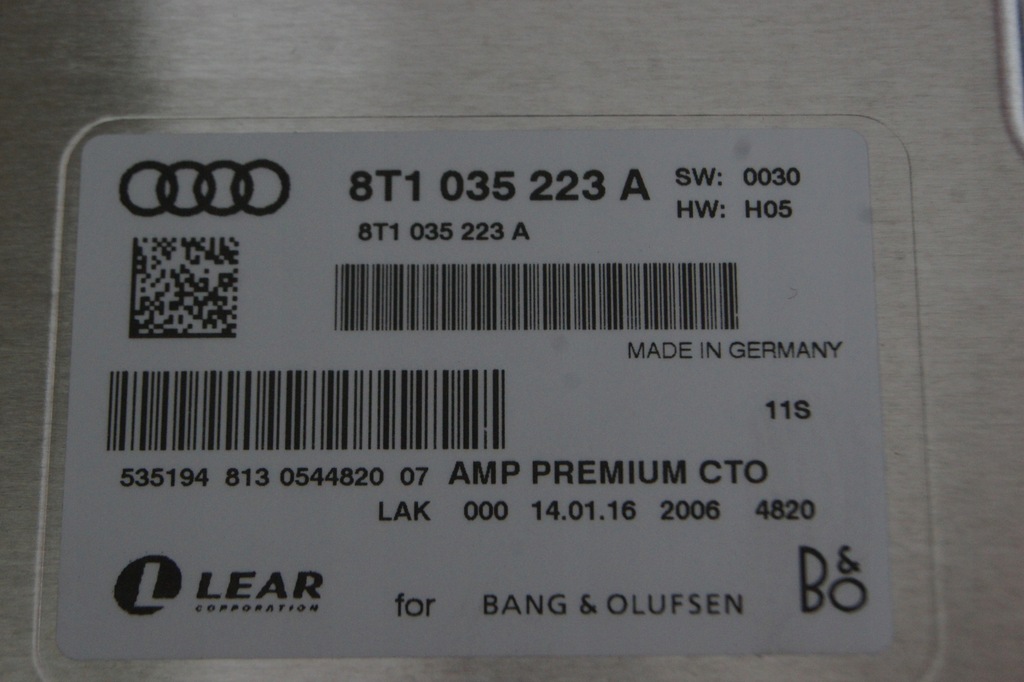 8T1 035 223 A SW: 0030
HW: H05
8T1 035 223 A
MADE IN GERMANY
11S
535194 813 0544820 07 AMP PREMIUM CTO
LAK 000 14.01.16 2006 4820
LEAR
CORPORATION
for BANG & OLUFSEN
B&O